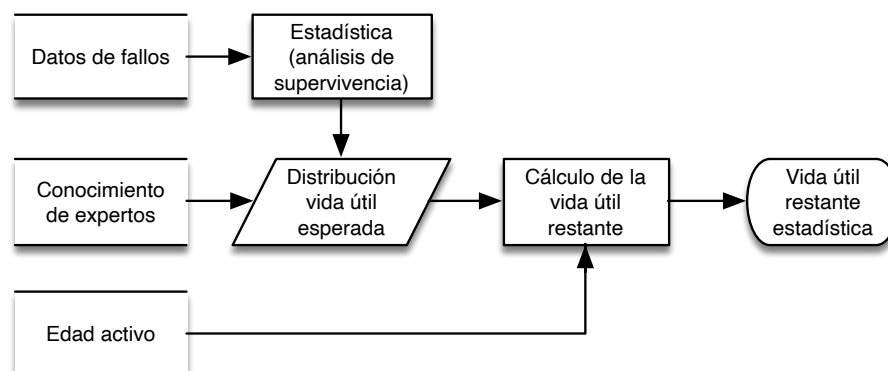 Datos de fallos
Estadística
(análisis de
supervivencia)
Conocimiento
de expertos
Distribución
vida útil
esperada
Cálculo de la
vida útil
restante
Vida útil
restante
estadística
Edad activo